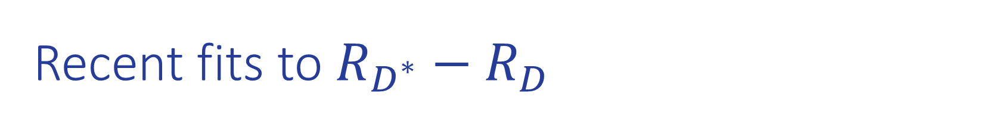 Recent fits to $R_{D^*} - R_D$